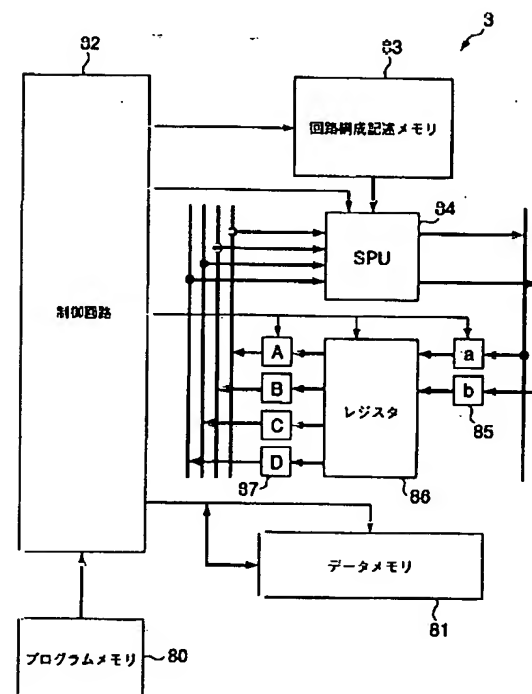 3
82
83
回路構成記述メモリ
84
SPU
制御回路
A
a
B
b
レジスタ
85
C
D
87
86
データメモリ
81
プログラムメモリ
80